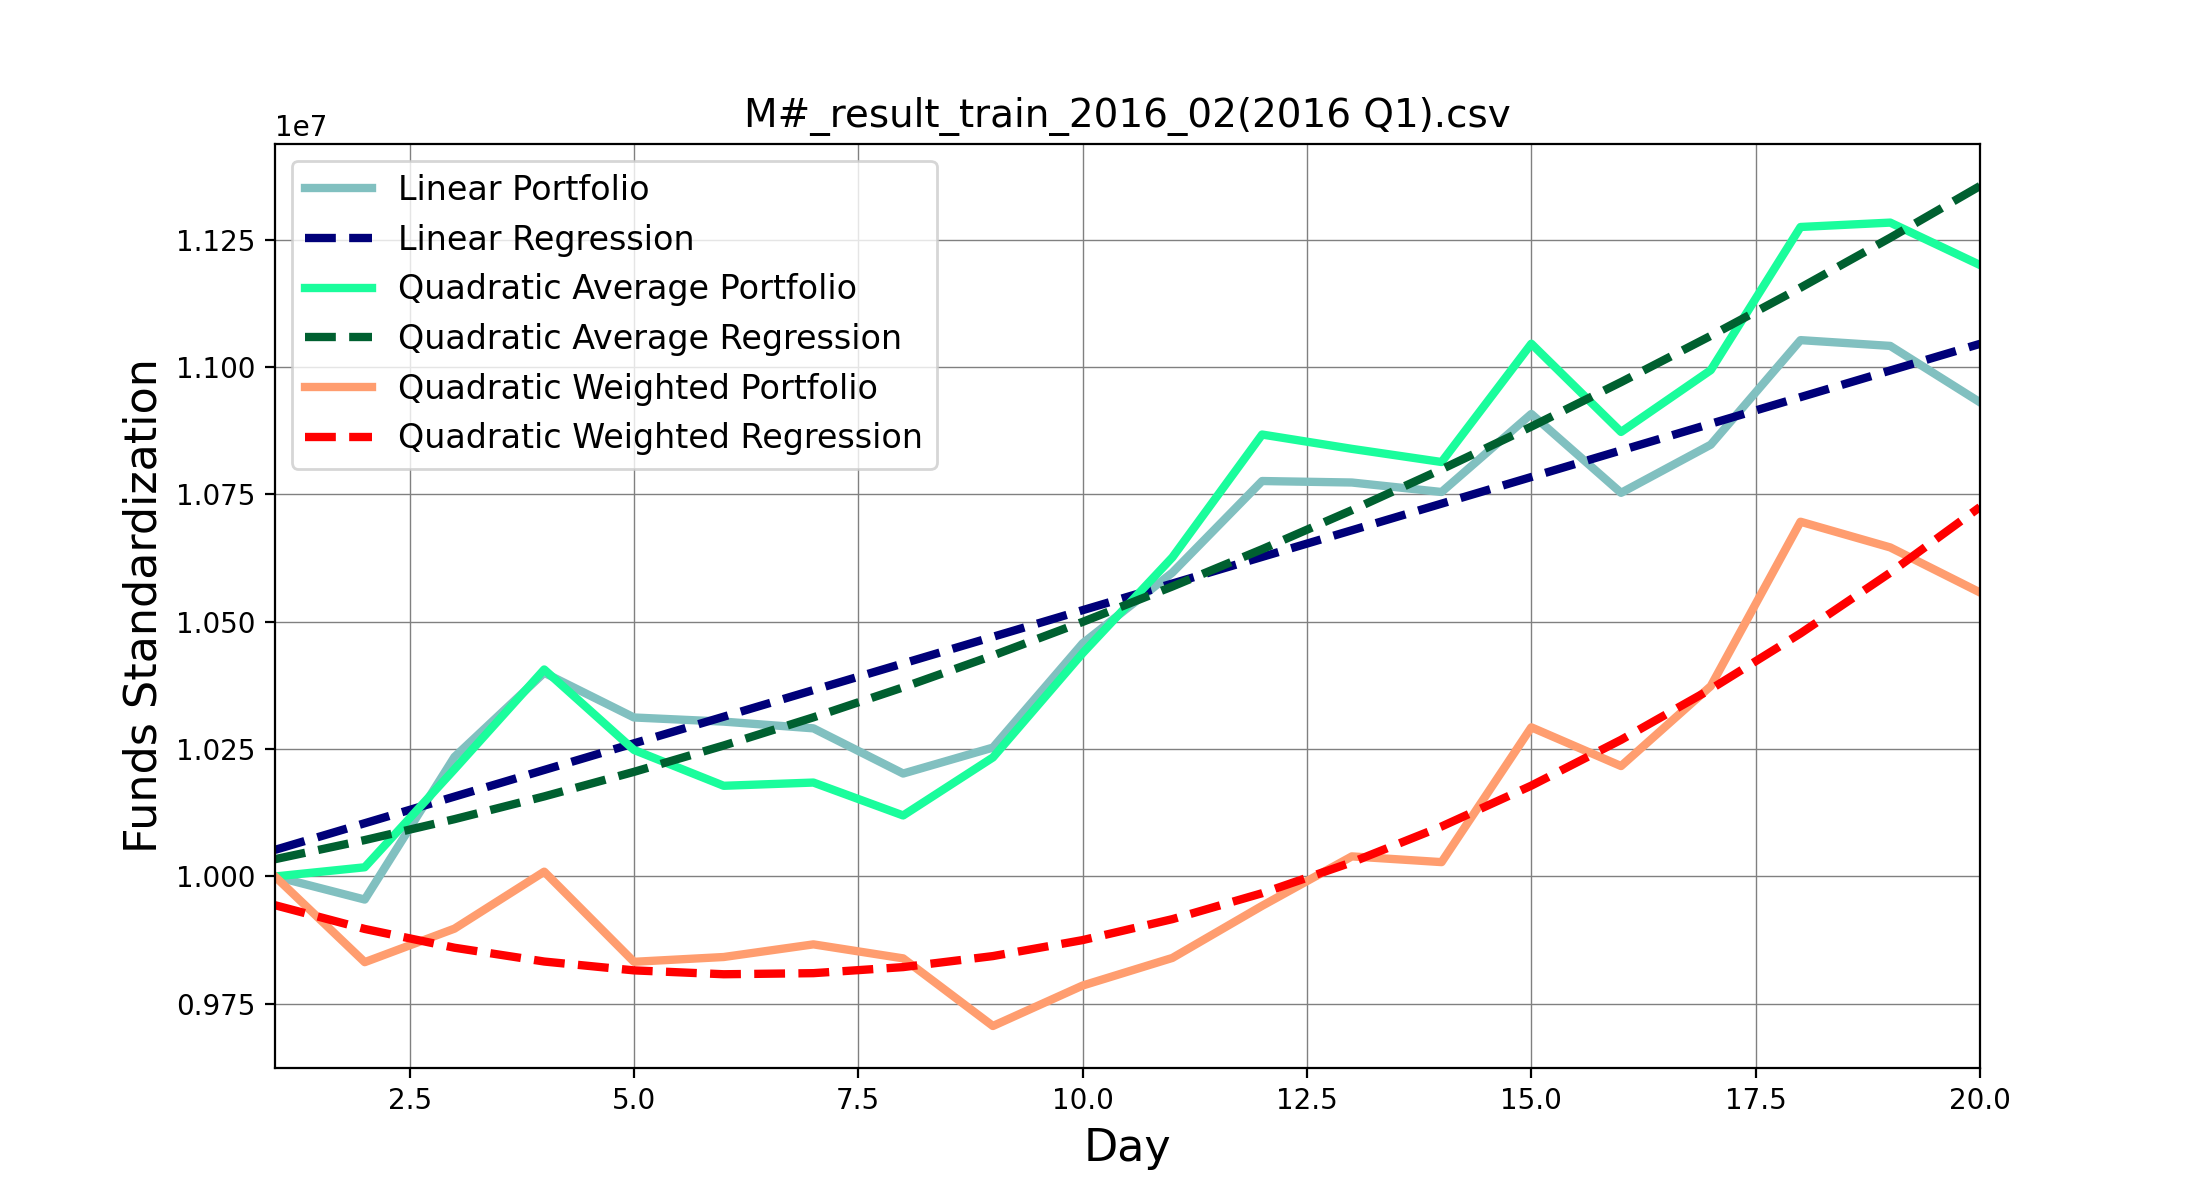 M#_result_train_2016_02(2016 Q1).csv
1e7
Linear Portfolio
Linear Regression
Quadratic Average Portfolio
Quadratic Average Regression
Quadratic Weighted Portfolio
Quadratic Weighted Regression
Funds Standardization
1.125
1.100
1.075
1.050
1.025
1.000
0.975
2.5 5.0 7.5 10.0 12.5 15.0 17.5 20.0
Day